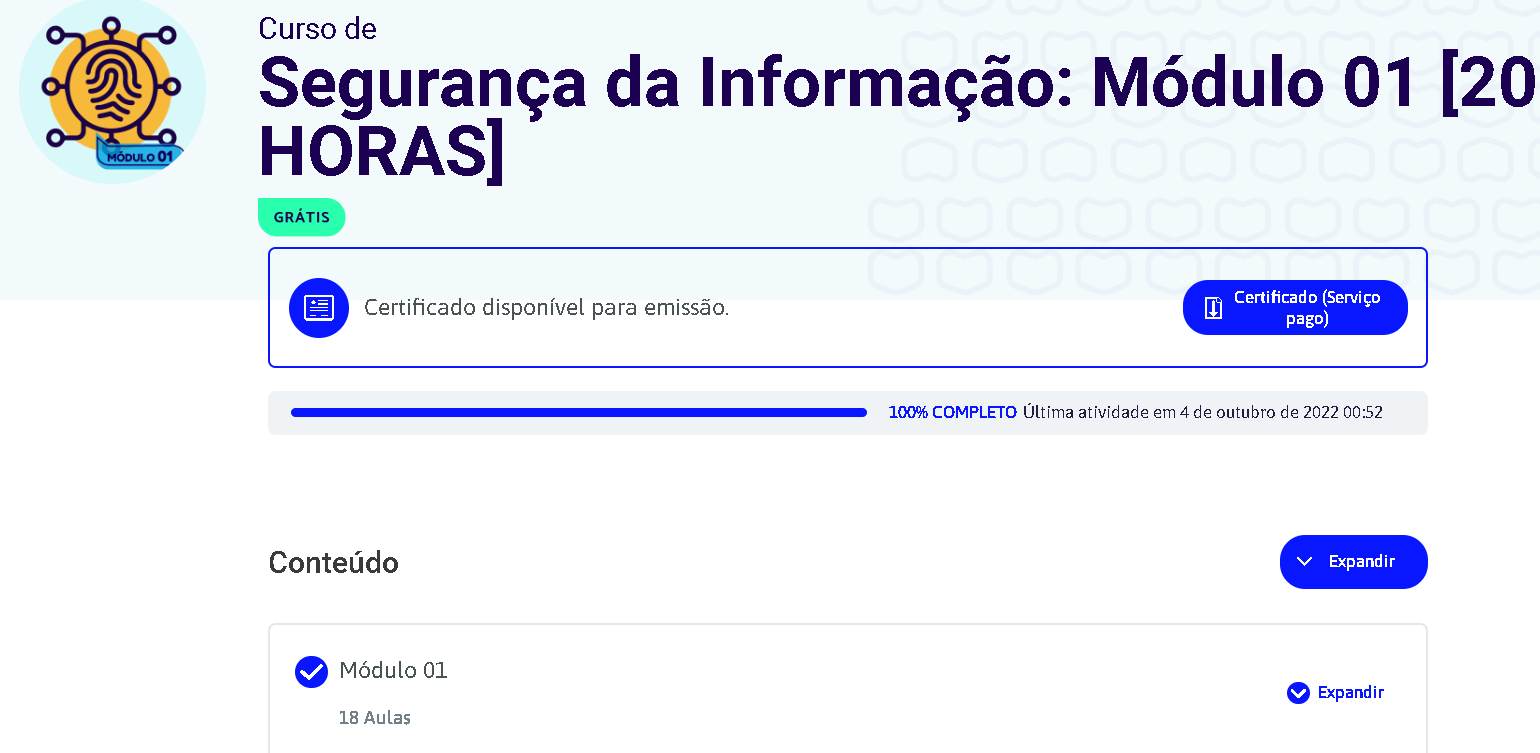 Curso de
Segurança da Informação: Módulo 01 [20
HORAS]
MÓDULO 01
GRÁTIS
Certificado disponível para emissão.
Certificado (Serviço
pago)
100% COMPLETO Última atividade em 4 de outubro de 2022 00:52
Conteúdo
Expandir
Módulo 01
18 Aulas
Expandir